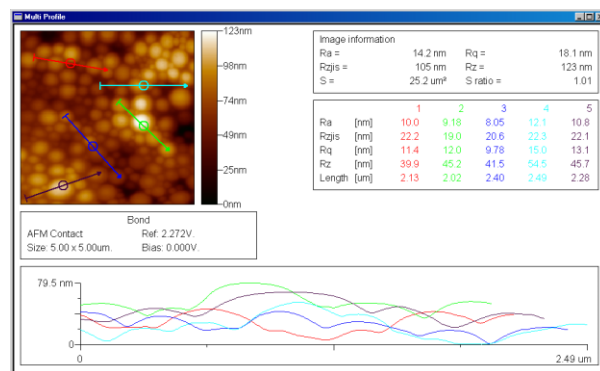 Multi Profile
123nm
98nm
74nm
49nm
25nm
0nm
Image information
Ra = 14.2 nm Rq = 18.1 nm
Rzjis = 105 nm Rz = 123 nm
S = 25.2 um² S ratio = 1.01
1 2 3 4 5
Ra [nm] 10.0 9.18 8.05 12.1 10.8
Rzjis [nm] 22.2 19.0 20.6 22.3 22.1
Rq [nm] 11.4 12.0 9.78 15.0 13.1
Rz [nm] 39.9 45.2 41.5 54.5 45.7
Length [um] 2.13 2.02 2.40 2.49 2.28
Bond
AFM Contact Ref: 2.272V.
Size: 5.00 x 5.00um. Bias: 0.000V.
79.5 nm
0
0 2.49 um